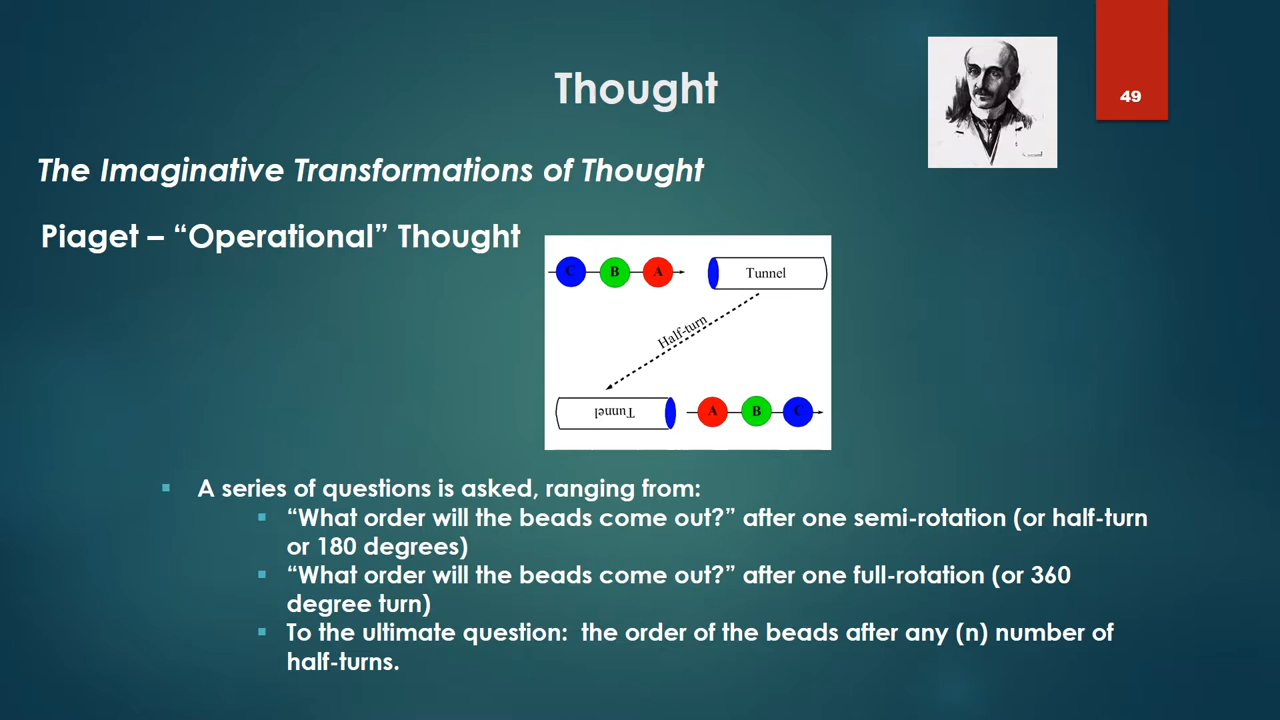 Thought
49
The Imaginative Transformations of Thought
Piaget – “Operational” Thought
C B A Tunnel
Half-turn
Tunnel A B C
A series of questions is asked, ranging from:
“What order will the beads come out?” after one semi-rotation (or half-turn
or 180 degrees)
“What order will the beads come out?” after one full-rotation (or 360
degree turn)
To the ultimate question: the order of the beads after any (n) number of
half-turns.